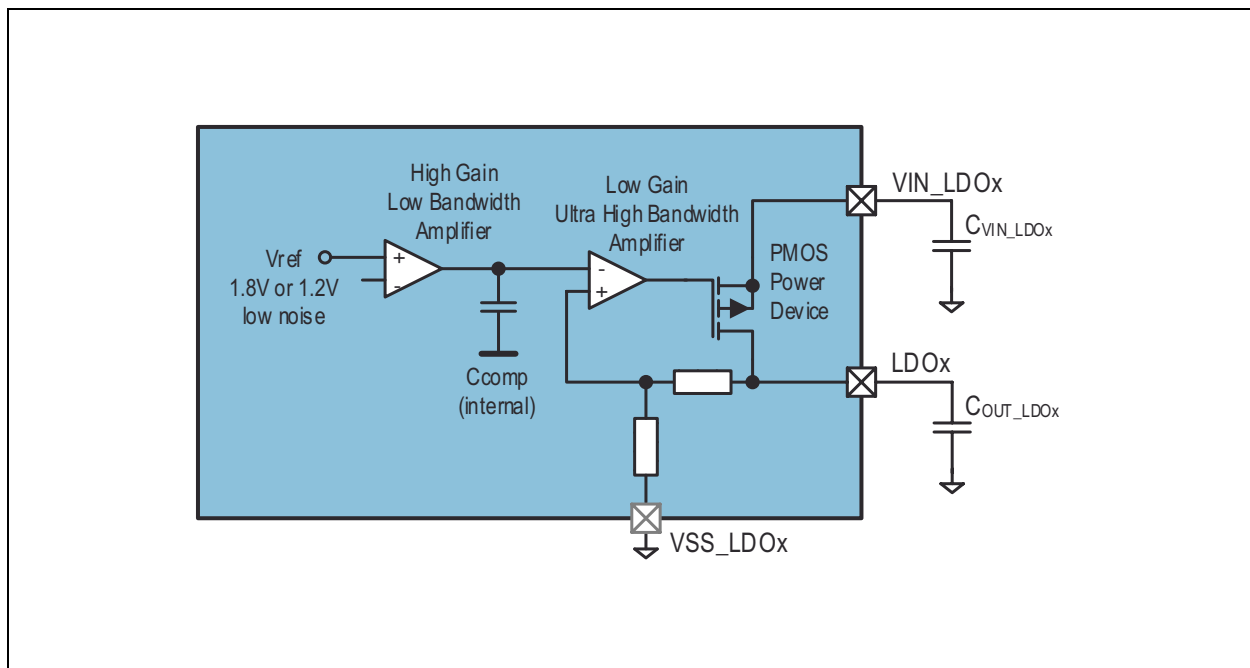 High Gain
Low Bandwidth
Amplifier
Low Gain
Ultra High Bandwidth
Amplifier
VIN_LDOx
CVIN_LDOx
Vref
1.8V or 1.2V
low noise
+
-
-
+
PMOS
Power
Device
LDOx
COUT_LDOx
Ccomp
(internal)
VSS_LDOx